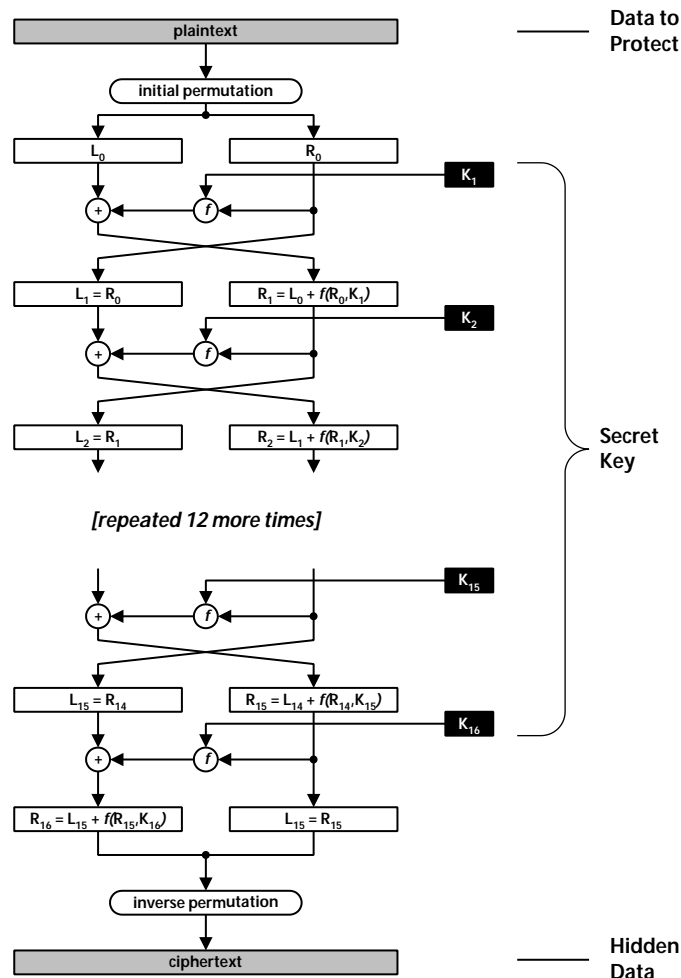 plaintext
Data to
Protect
initial permutation
L₀
R₀
K₁
+
f
L₁ = R₀
R₁ = L₀ + f(R₀,K₁)
K₂
+
f
L₂ = R₁
R₂ = L₁ + f(R₁,K₂)
Secret
Key
[repeated 12 more times]
K₁₅
+
f
L₁₅ = R₁₄
R₁₅ = L₁₄ + f(R₁₄,K₁₅)
K₁₆
+
f
R₁₆ = L₁₅ + f(R₁₅,K₁₆)
L₁₅ = R₁₅
inverse permutation
ciphertext
Hidden
Data